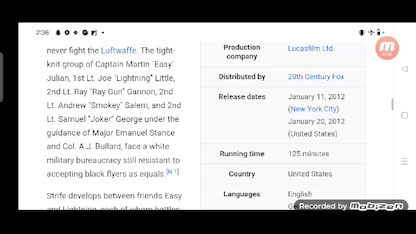 2:36
never fight the Luftwaffe. The tight-
knit group of Captain Martin "Easy"
Julian, 1st Lt. Joe "Lightning" Little,
2nd Lt. Ray "Ray Gun" Gannon, 2nd
Lt. Andrew "Smokey" Salem, and 2nd
Lt. Samuel "Joker" George under the
guidance of Major Emanuel Stance
and Col. A.J. Bullard, face a white
military bureaucracy still resistant to
accepting black flyers as equals.[N 1]
Strife develops between friends Easy
and Lightning, each of whom battles
Production
company
Lucasfilm Ltd.
Distributed by
20th Century Fox
Release dates
January 11, 2012
(New York City)
January 20, 2012
(United States)
Running time
125 minutes
Country
United States
Languages
English
Recorded by
Mobizen